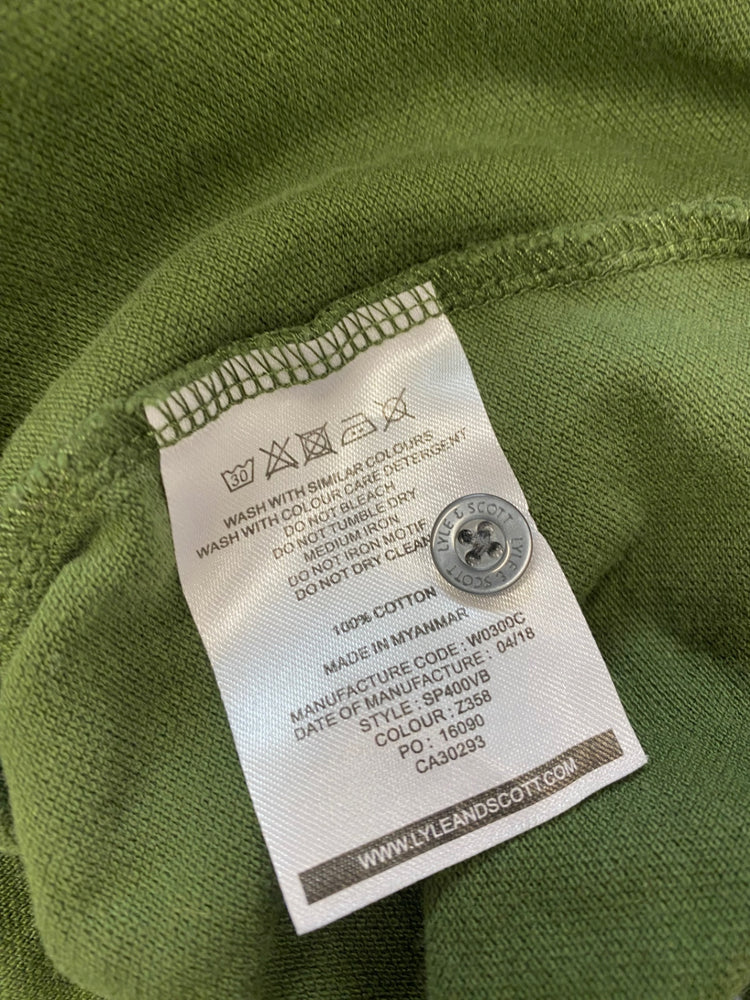 30
WASH WITH SIMILAR COLOURS
WASH WITH COLOUR CARE DETERGENT
DO NOT BLEACH
DO NOT TUMBLE DRY
MEDIUM IRON
DO NOT IRON MOTIF
DO NOT DRY CLEAN
LYLE & SCOTT
LYLE & SCOTT
100% COTTON
MADE IN MYANMAR
MANUFACTURE CODE : W0300C
DATE OF MANUFACTURE : 04/18
STYLE : SP400VB
COLOUR : Z358
PO : 16090
CA30293
WWW.LYLEANDSCOTT.COM